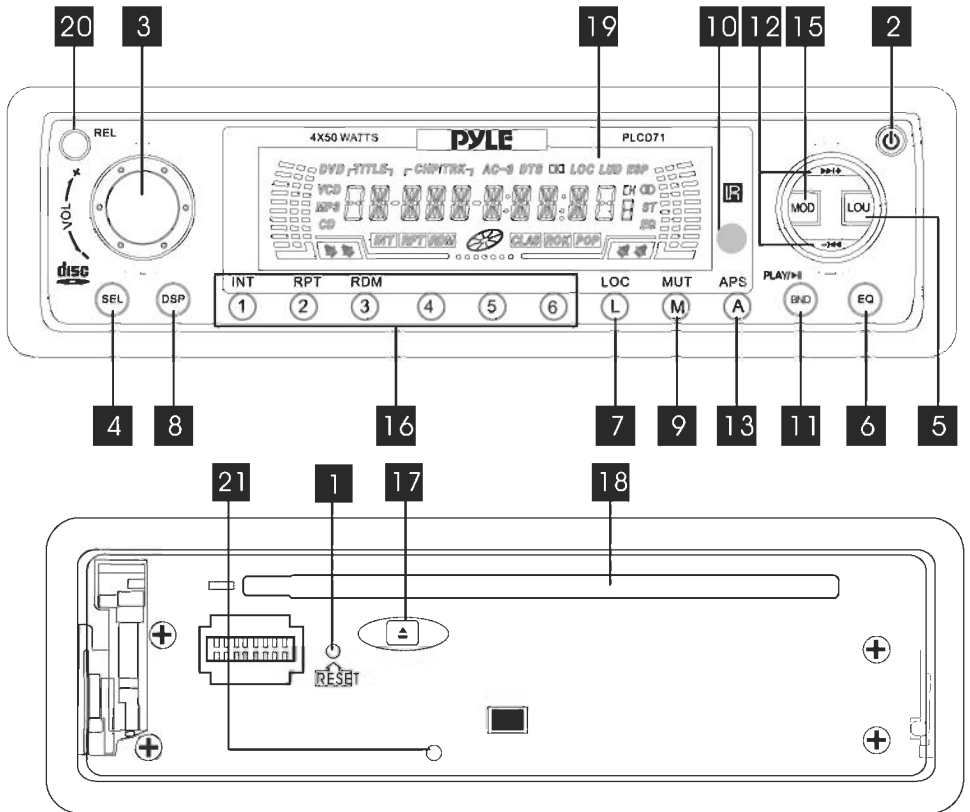 20 3 19 10 12 15 2
REL
4X50 WATTS PYLE PLCD71
DVD TITLE CHP/TRK AC-3 DTS LOC LUD ESP
VCD
MP3 ST
CD EQ
INT RPT RDM CLAS ROK POP
IR
MOD LOU
+ VOL -
disc
PLAY/
SEL DSP
INT RPT RDM LOC MUT APS
1 2 3 4 5 6 L M A BND EQ
4 8 16 7 9 13 11 6 5
21 1 17 18
RESET